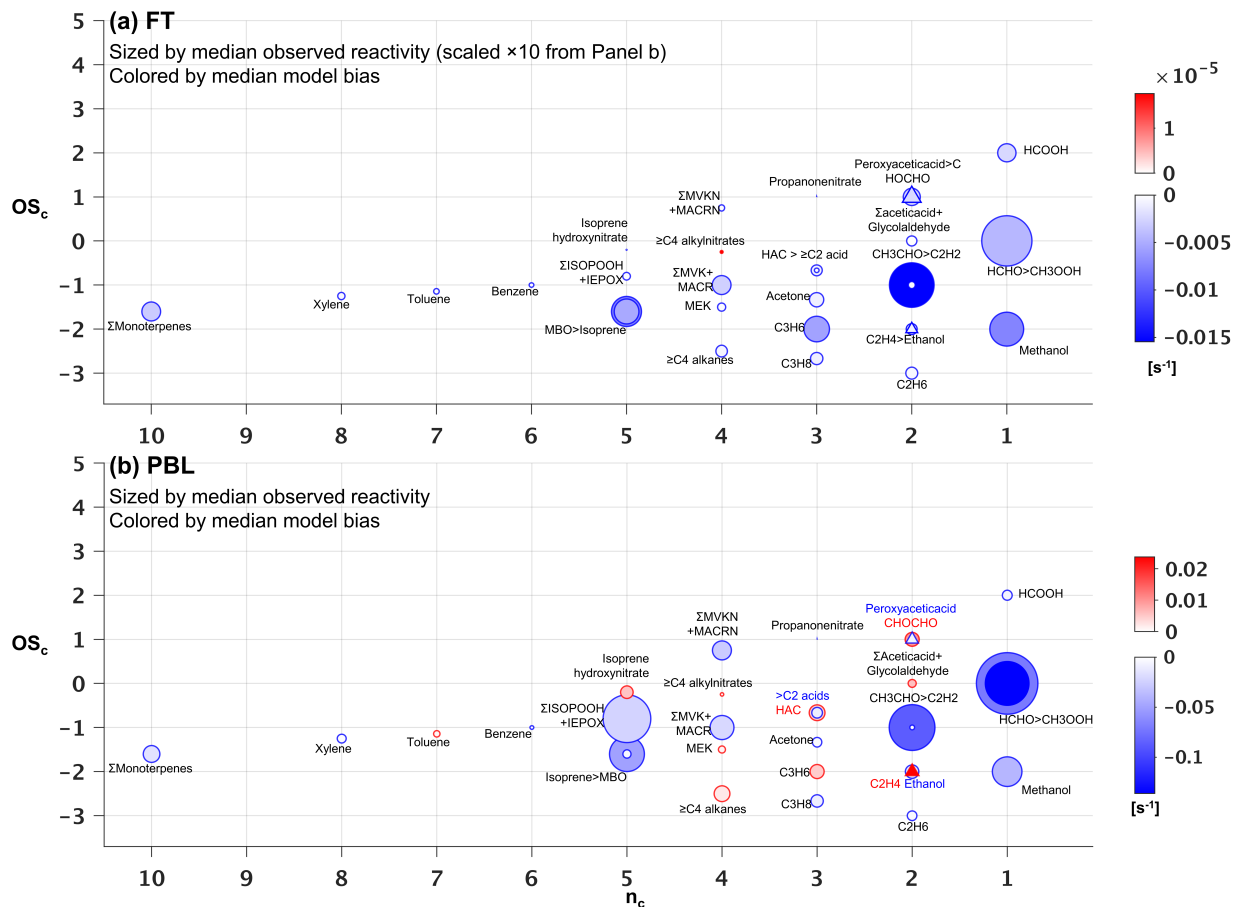 (a) FT
Sized by median observed reactivity (scaled ×10 from Panel b)
Colored by median model bias
OSc
5
4
3
2
1
0
-1
-2
-3
10
9
8
7
6
5
4
3
2
1
ΣMonoterpenes
Xylene
Toluene
Benzene
Isoprene
hydroxynitrate
ΣISOPOOH
+IEPOX
MBO>Isoprene
ΣMVKN
+MACRN
≥C4 alkylnitrates
ΣMVK+
MACR
MEK
≥C4 alkanes
Propanonenitrate
HAC > ≥C2 acid
Acetone
C3H6
C3H8
Peroxyaceticacid>C
HOCHO
Σaceticacid+
Glycolaldehyde
CH3CHO>C2H2
C2H4>Ethanol
C2H6
HCOOH
HCHO>CH3OOH
Methanol
× 10⁻⁵
1
0
0
-0.005
-0.01
-0.015
[s⁻¹]
(b) PBL
Sized by median observed reactivity
Colored by median model bias
OSc
5
4
3
2
1
0
-1
-2
-3
10
9
8
7
6
5
4
3
2
1
nc
ΣMonoterpenes
Xylene
Toluene
Benzene
Isoprene
hydroxynitrate
ΣISOPOOH
+IEPOX
Isoprene>MBO
ΣMVKN
+MACRN
≥C4 alkylnitrates
ΣMVK+
MACR
MEK
≥C4 alkanes
Propanonenitrate
>C2 acids
HAC
Acetone
C3H6
C3H8
Peroxyaceticacid
CHOCHO
ΣAceticacid+
Glycolaldehyde
CH3CHO>C2H2
C2H4 Ethanol
C2H6
HCOOH
HCHO>CH3OOH
Methanol
0.02
0.01
0
0
-0.05
-0.1
[s⁻¹]